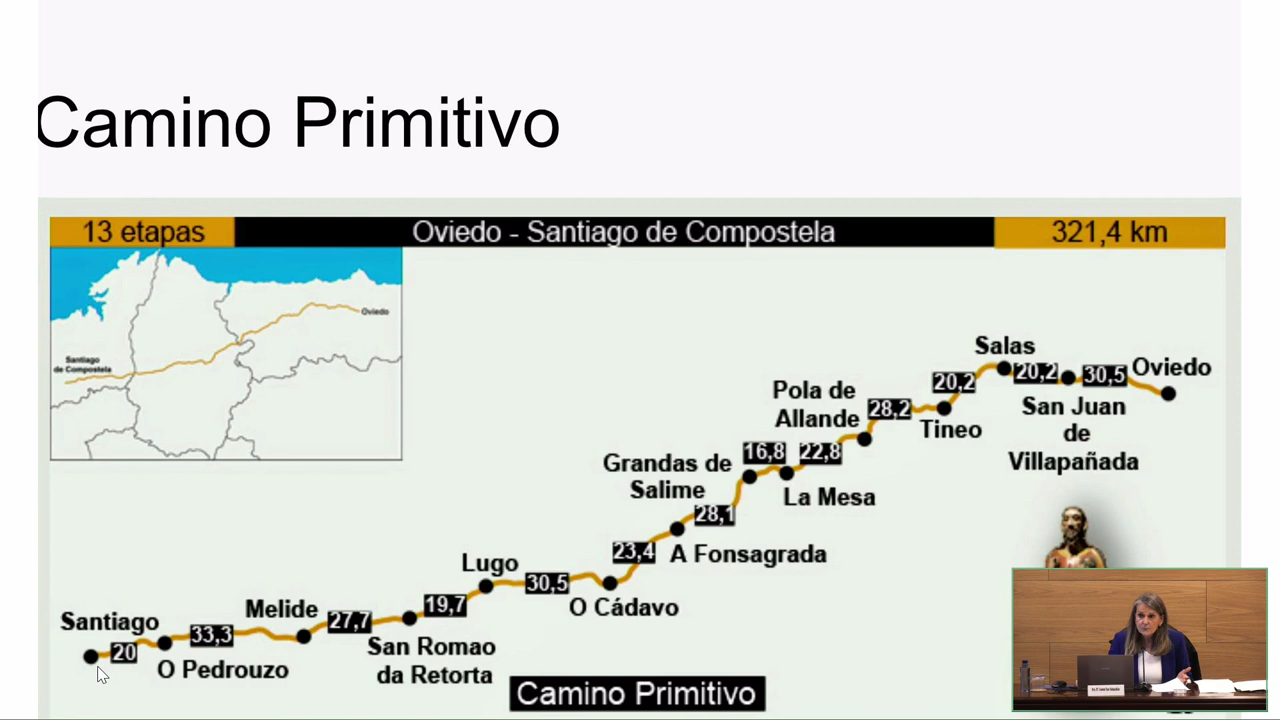 Camino Primitivo
13 etapas
Oviedo - Santiago de Compostela
321,4 km
Oviedo
Santiago
de Compostela
Salas
20,2
30,5
Oviedo
San Juan
de
Villapañada
20,2
Pola de
Allande
28,2
Tineo
16,8
22,8
Grandas de
Salime
La Mesa
28,1
23,4
A Fonsagrada
Lugo
30,5
O Cádavo
19,7
Melide
27,7
San Romao
da Retorta
Santiago
20
33,3
O Pedrouzo
Camino Primitivo